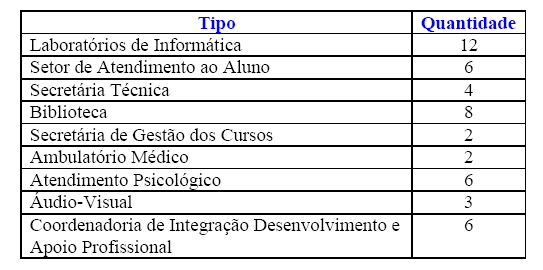 Tipo Quantidade
Laboratórios de Informática 12
Setor de Atendimento ao Aluno 6
Secretária Técnica 4
Biblioteca 8
Secretária de Gestão dos Cursos 2
Ambulatório Médico 2
Atendimento Psicológico 6
Áudio-Visual 3
Coordenadoria de Integração Desenvolvimento e 6
Apoio Profissional